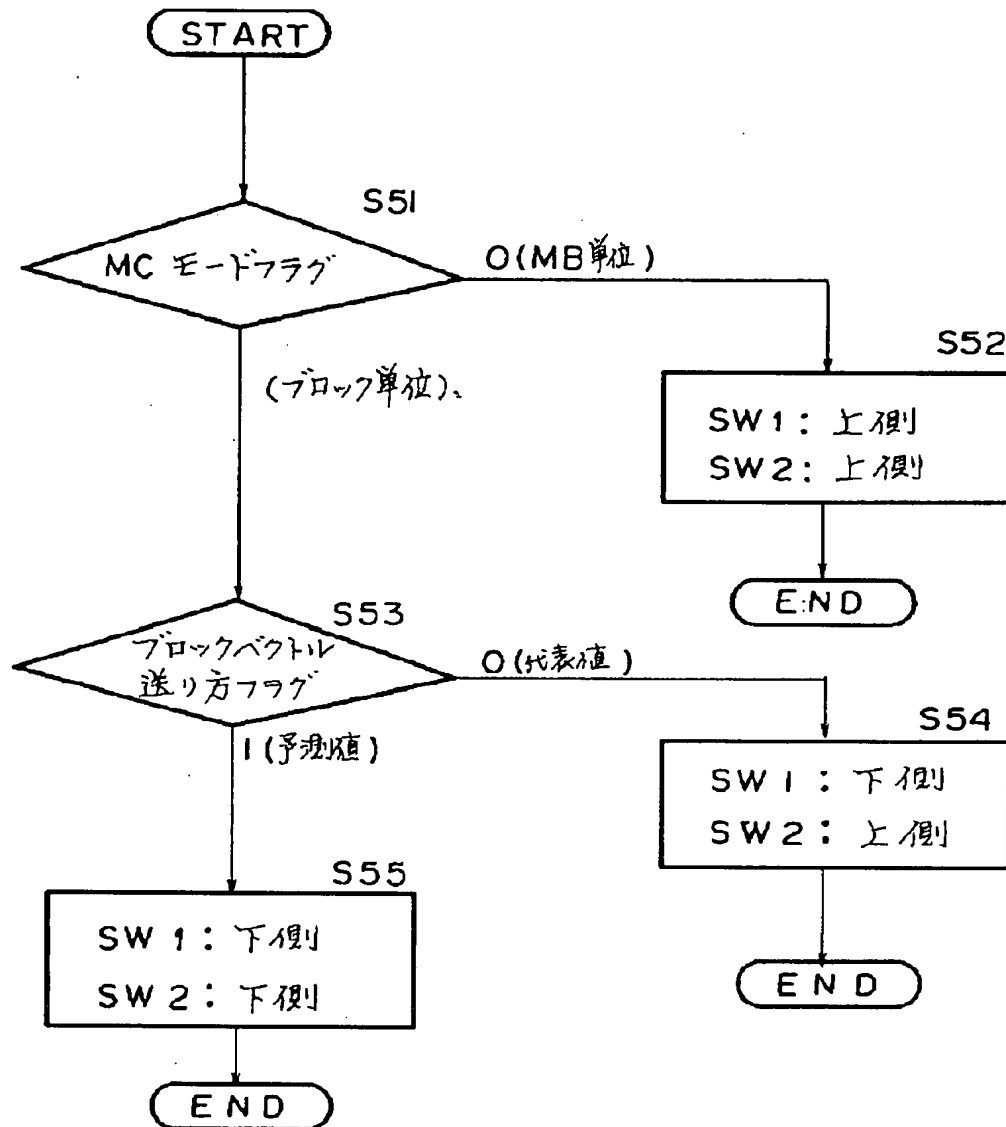 START
S51
MC モードフラグ
0(MB単位)
(ブロック単位)、
S52
SW1: 上側
SW2: 上側
E:ND
S53
ブロックベクトル
送り方フラグ
0(代表値)
1(予測値)
S54
SW1: 下側
SW2: 上側
END
S55
SW1: 下側
SW2: 下側
END